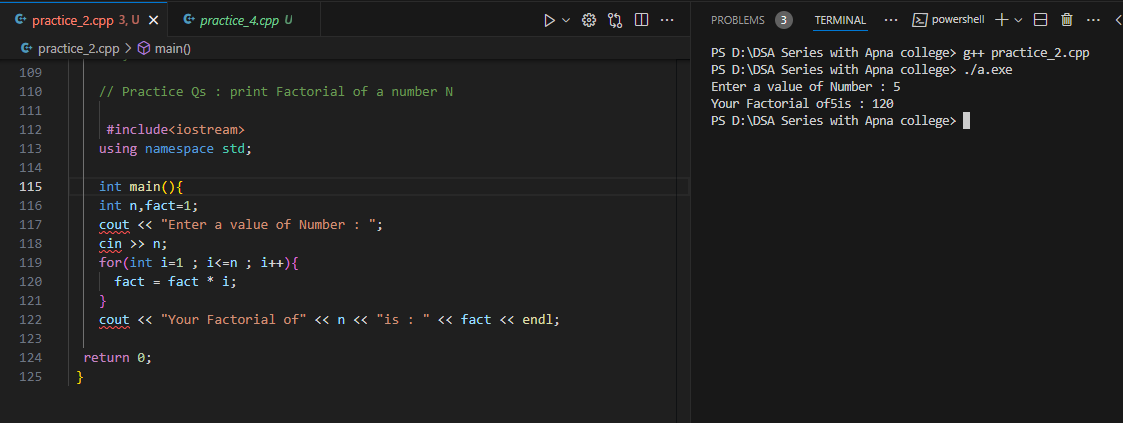 practice_2.cpp 3, U
practice_4.cpp U
practice_2.cpp > main()
109
110 // Practice Qs : print Factorial of a number N
111
112 #include<iostream>
113 using namespace std;
114
115 int main(){
116 int n,fact=1;
117 cout << "Enter a value of Number : ";
118 cin >> n;
119 for(int i=1 ; i<=n ; i++){
120 fact = fact * i;
121 }
122 cout << "Your Factorial of" << n << "is : " << fact << endl;
123
124 return 0;
125 }
PROBLEMS 3 TERMINAL ... powershell
PS D:\DSA Series with Apna college> g++ practice_2.cpp
PS D:\DSA Series with Apna college> ./a.exe
Enter a value of Number : 5
Your Factorial of5is : 120
PS D:\DSA Series with Apna college>